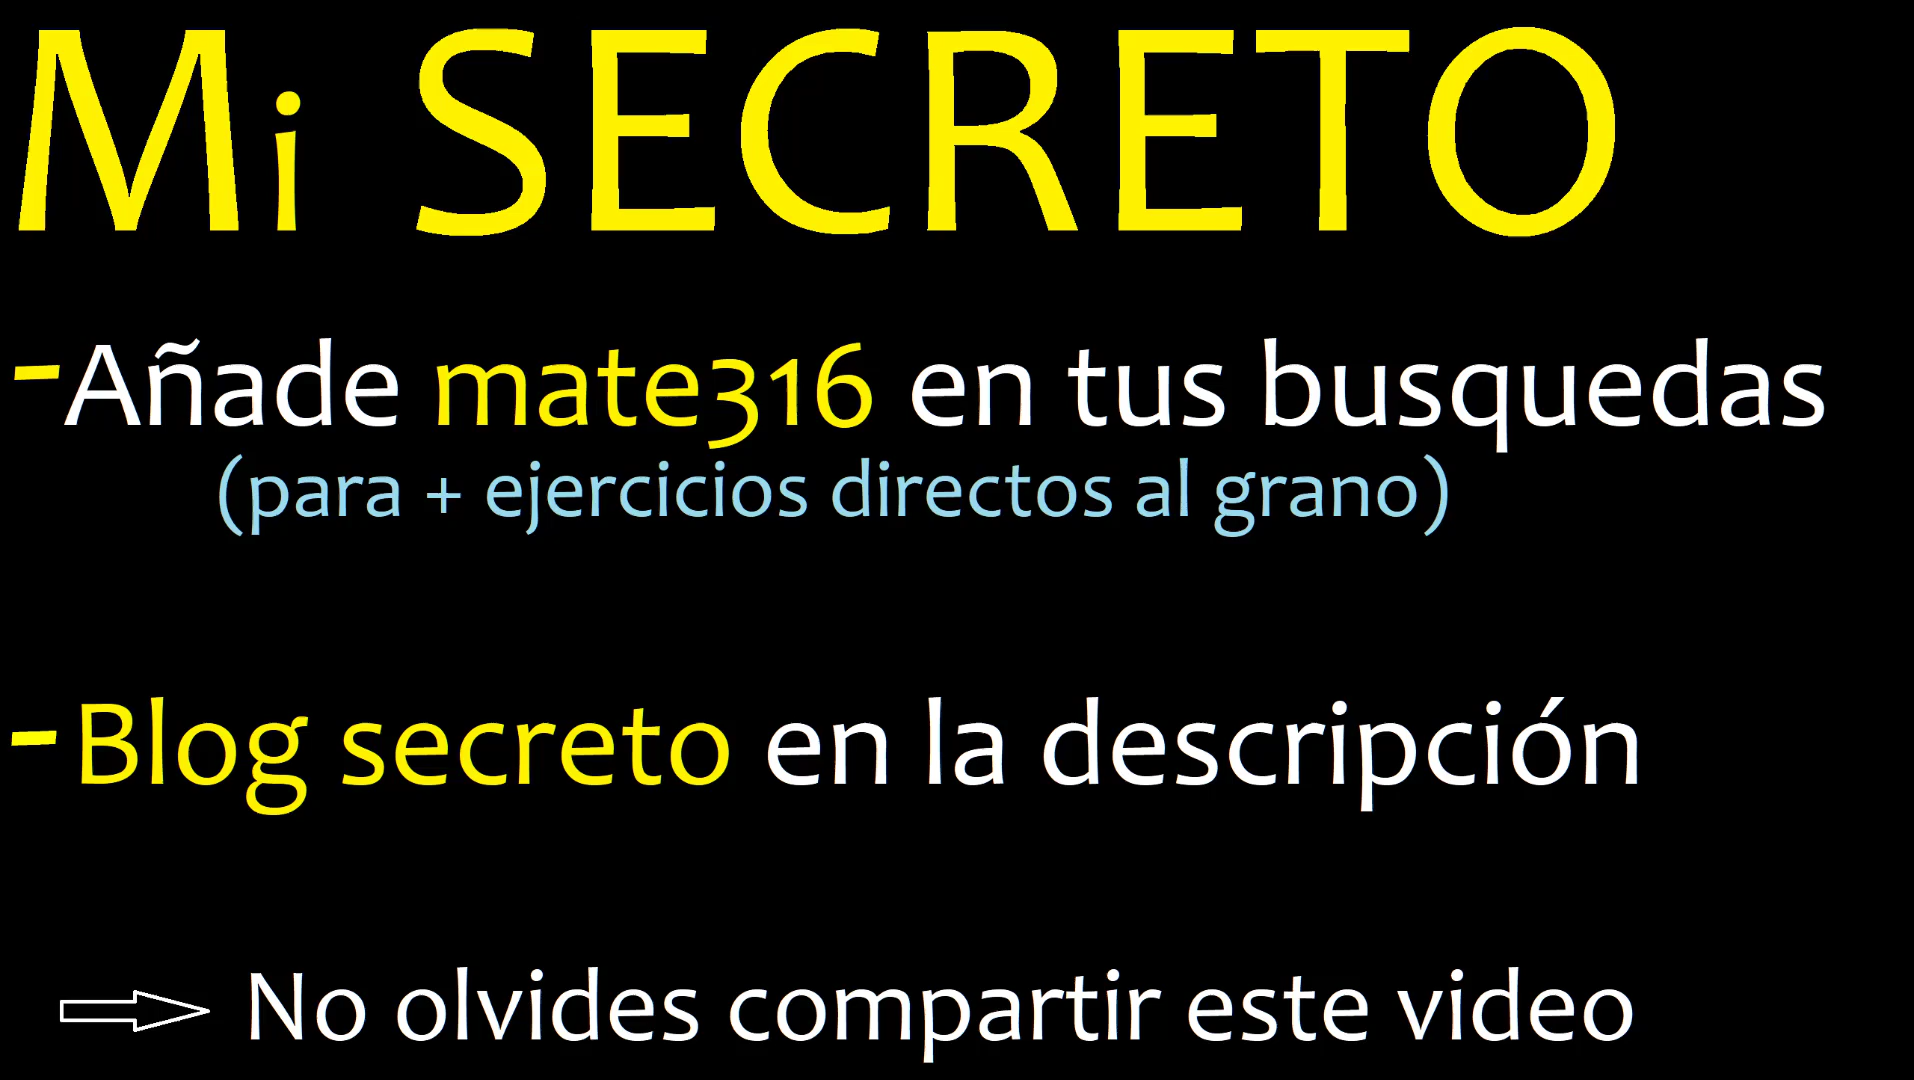 Mi SECRETO
-Añade mate316 en tus busquedas
(para + ejercicios directos al grano)
-Blog secreto en la descripción
No olvides compartir este video